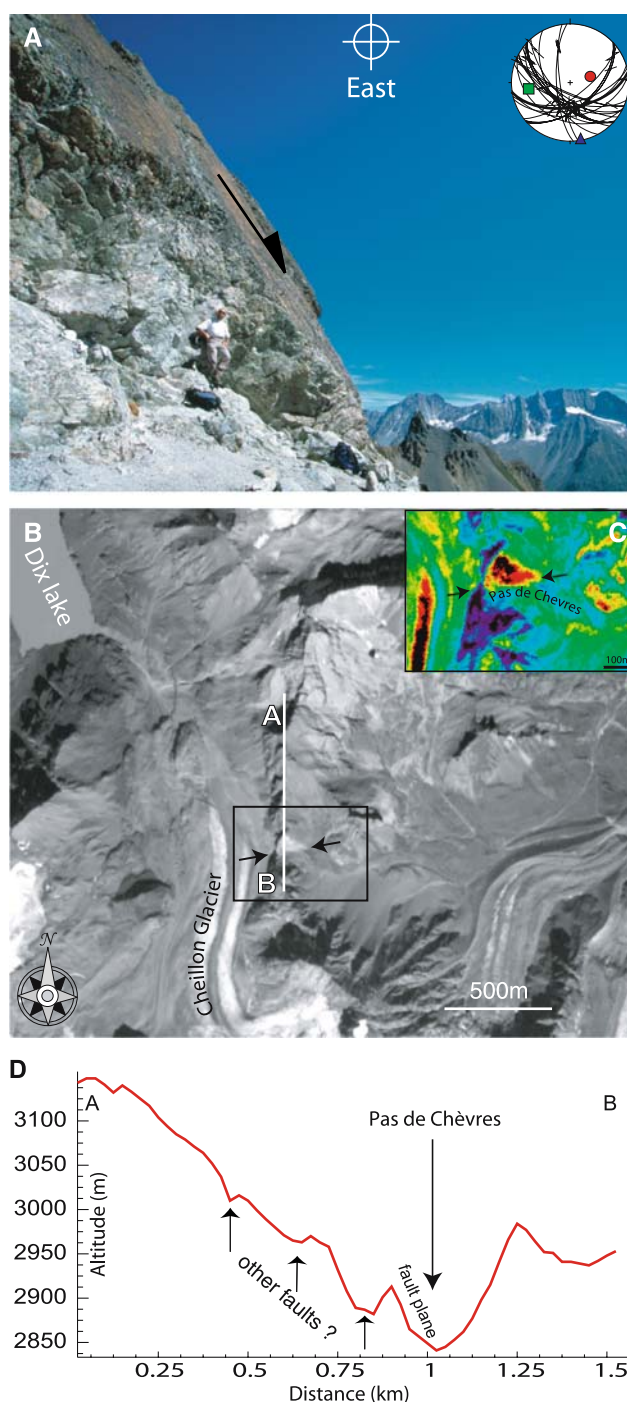 A
East
B
Dix lake
C
Pas de Chevres
100m
A
B
Cheillon Glacier
N
500m
D
A
B
Pas de Chèvres
3100
3050
3000
2950
2900
2850
Altitude (m)
other faults ?
fault plane
0.25
0.5
0.75
1
1.25
1.5
Distance (km)